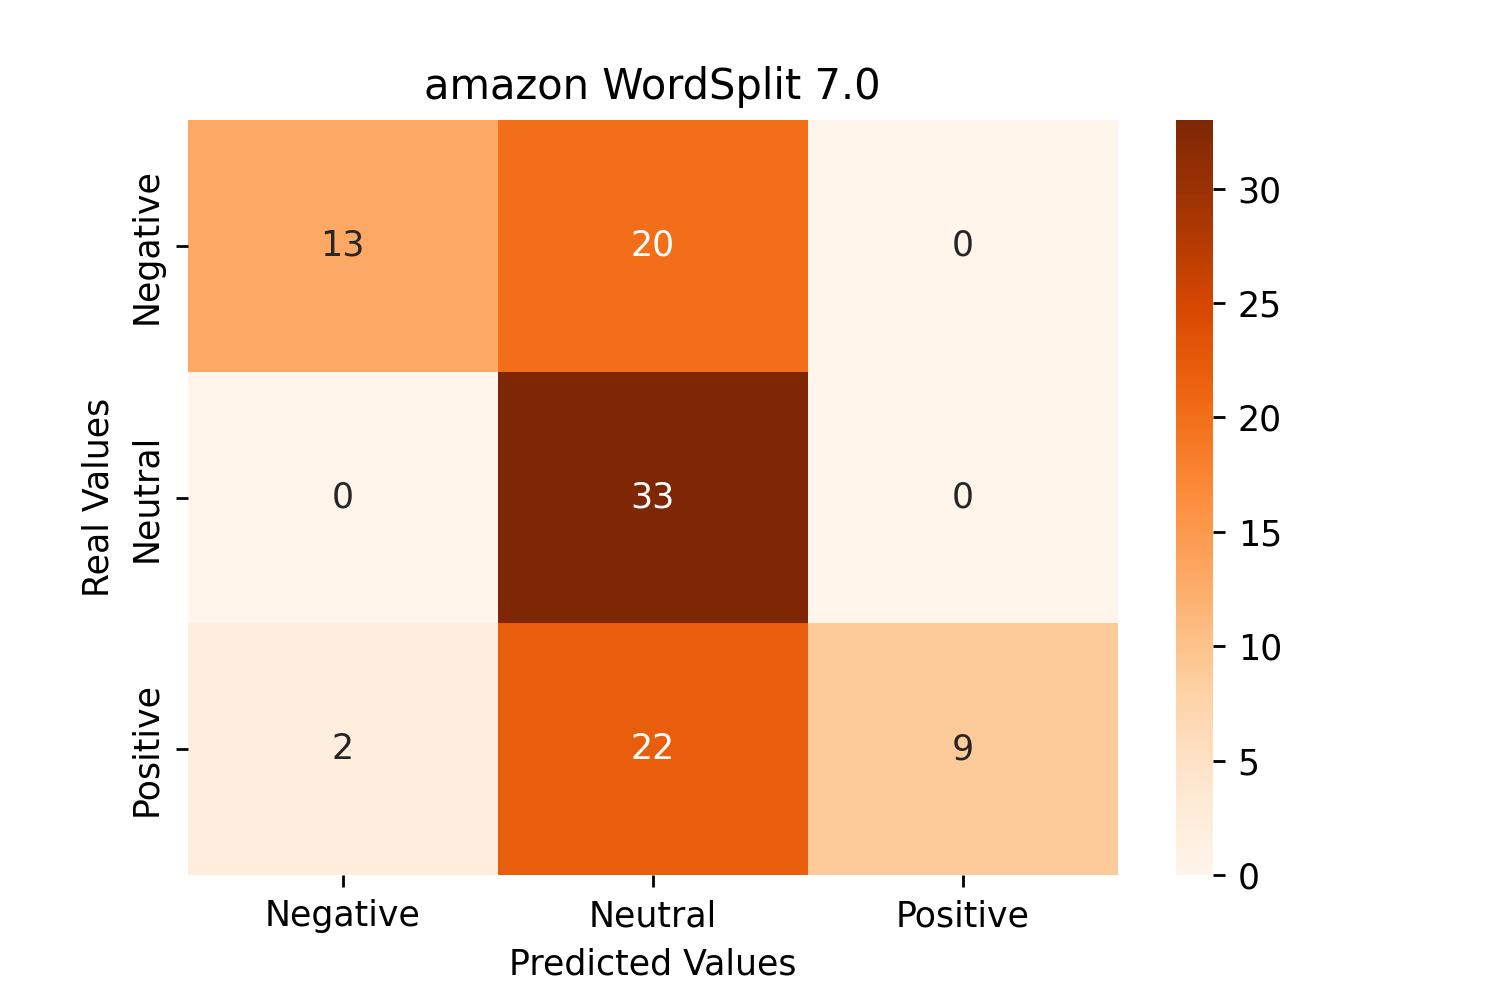 amazon WordSplit 7.0
Real Values
Negative
13
20
0
Neutral
0
33
0
Positive
2
22
9
Negative
Neutral
Positive
Predicted Values
30
25
20
15
10
5
0